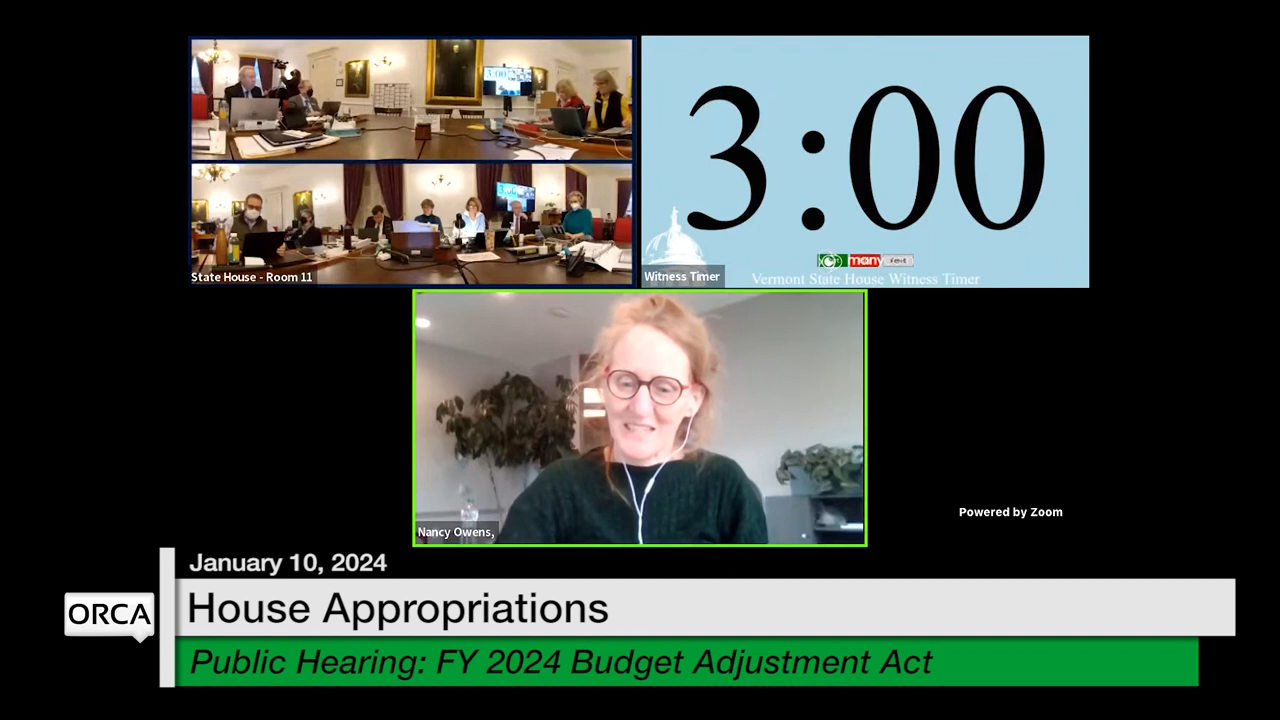 State House - Room 11
3:00
many
Witness Timer
Vermont State House Witness Timer
Nancy Owens,
Powered by Zoom
January 10, 2024
ORCA
House Appropriations
Public Hearing: FY 2024 Budget Adjustment Act